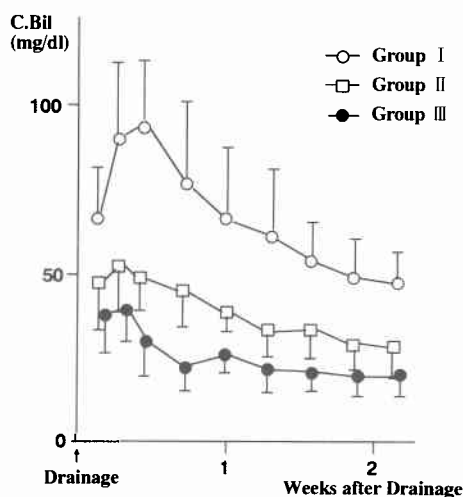 C.Bil
(mg/dl)
Group Ⅰ
Group Ⅱ
Group Ⅲ
100
50
0
1
2
Drainage
Weeks after Drainage